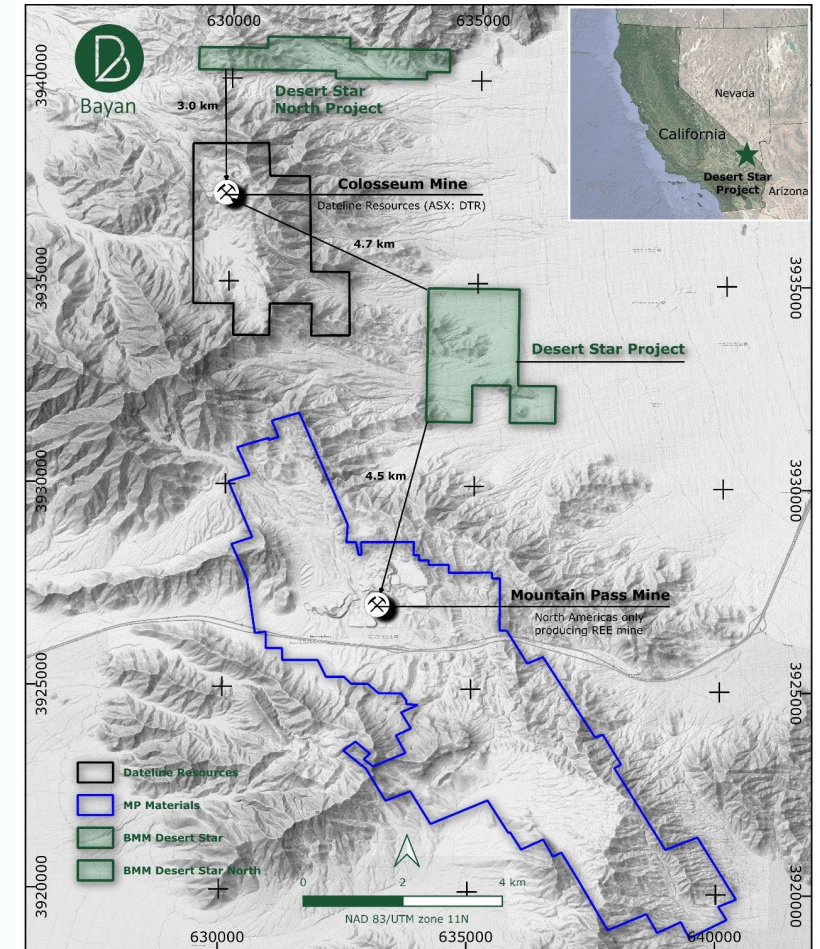 630000
635000
3940000
Bayan
Desert Star
North Project
3.0 km
Nevada
California
Desert Star
Project
Arizona
Colosseum Mine
Dateline Resources (ASX: DTR)
4.7 km
3935000
3935000
Desert Star Project
3930000
3930000
4.5 km
Mountain Pass Mine
North Americas only
producing REE mine
3925000
3925000
Dateline Resources
MP Materials
BMM Desert Star
BMM Desert Star North
3920000
3920000
0 2 4 km
NAD 83/UTM zone 11N
630000
635000
640000